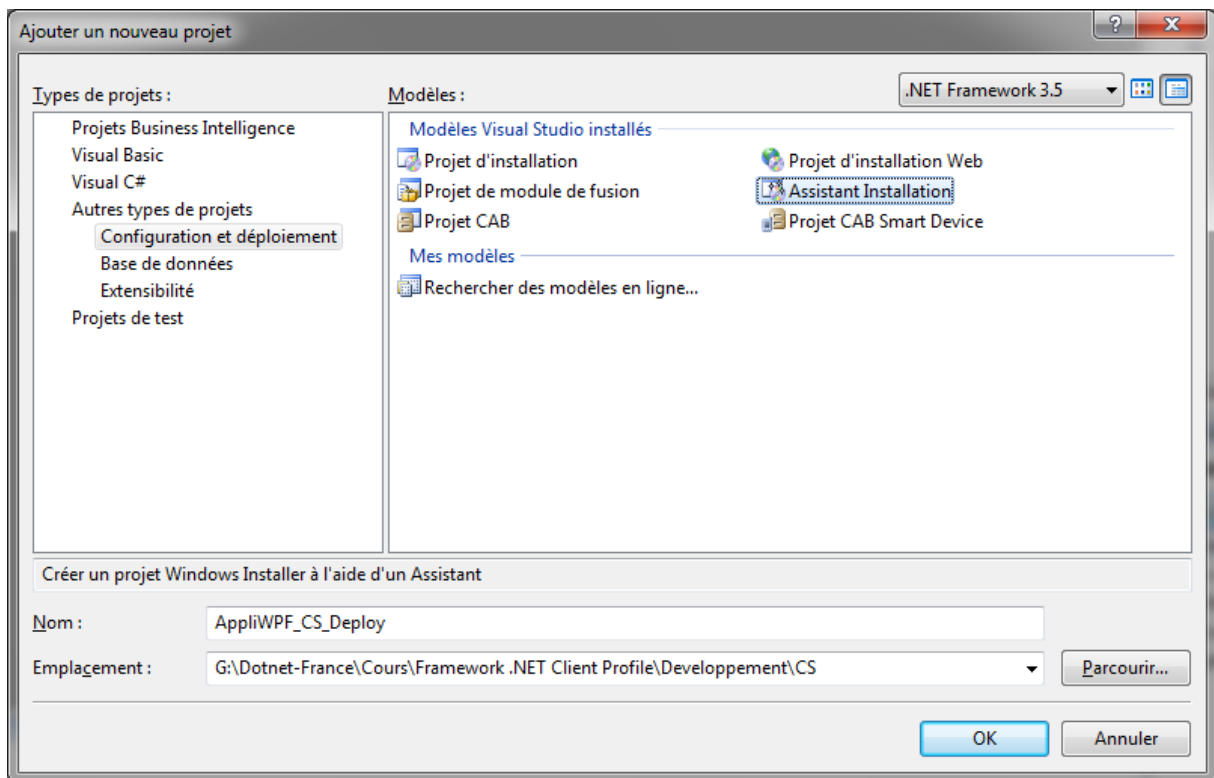 Ajouter un nouveau projet
Types de projets :
Modèles :
.NET Framework 3.5
Projets Business Intelligence
Visual Basic
Visual C#
Autres types de projets
Configuration et déploiement
Base de données
Extensibilité
Projets de test
Modèles Visual Studio installés
Projet d'installation
Projet d'installation Web
Projet de module de fusion
Assistant Installation
Projet CAB
Projet CAB Smart Device
Mes modèles
Rechercher des modèles en ligne...
Créer un projet Windows Installer à l'aide d'un Assistant
Nom :
AppliWPF_CS_Deploy
Emplacement :
G:\Dotnet-France\Cours\Framework .NET Client Profile\Developpement\CS
Parcourir...
OK
Annuler